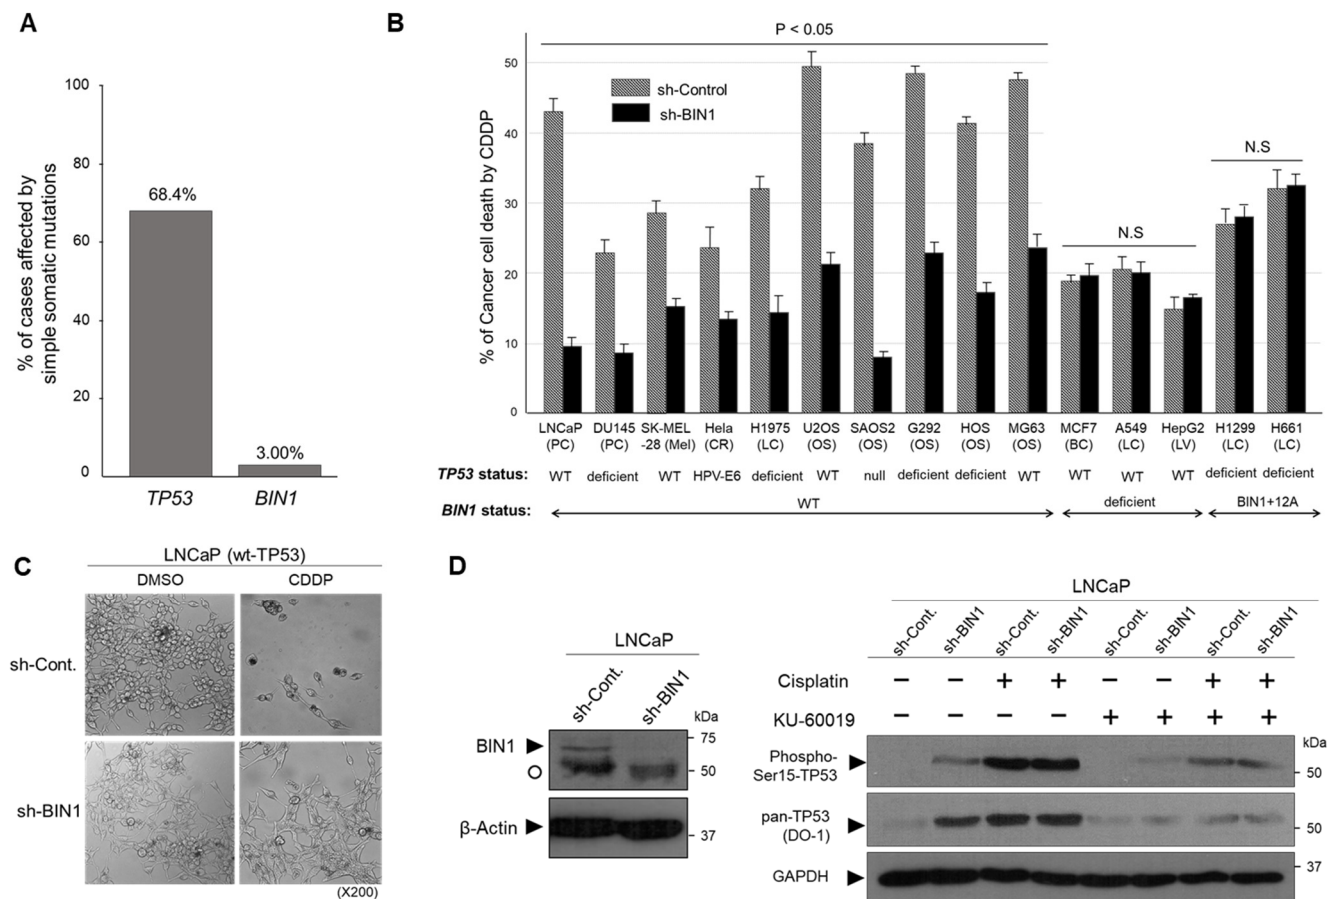 A
% of cases affected by
simple somatic mutations
100
80
60
40
20
0
68.4%
3.00%
TP53
BIN1
B
P < 0.05
% of Cancer cell death by CDDP
50
40
30
20
10
0
sh-Control
sh-BIN1
N.S
N.S
LNCaP DU145 SK-MEL Hela H1975 U2OS SAOS2 G292 HOS MG63 MCF7 A549 HepG2 H1299 H661
(PC) (PC) -28 (Mel) (CR) (LC) (OS) (OS) (OS) (OS) (OS) (BC) (LC) (LV) (LC) (LC)
TP53 status: WT deficient WT HPV-E6 deficient WT null deficient deficient WT WT WT WT deficient deficient
BIN1 status: WT deficient BIN1+12A
C
LNCaP (wt-TP53)
DMSO CDDP
sh-Cont.
sh-BIN1
(X200)
D
LNCaP
sh-Cont. sh-BIN1
kDa
BIN1
75
50
β-Actin
37
LNCaP
sh-Cont. sh-BIN1 sh-Cont. sh-BIN1 sh-Cont. sh-BIN1 sh-Cont. sh-BIN1
Cisplatin − − + + − − + +
KU-60019 − − − − + + + +
kDa
Phospho-
Ser15-TP53
50
pan-TP53
(DO-1)
50
GAPDH
37